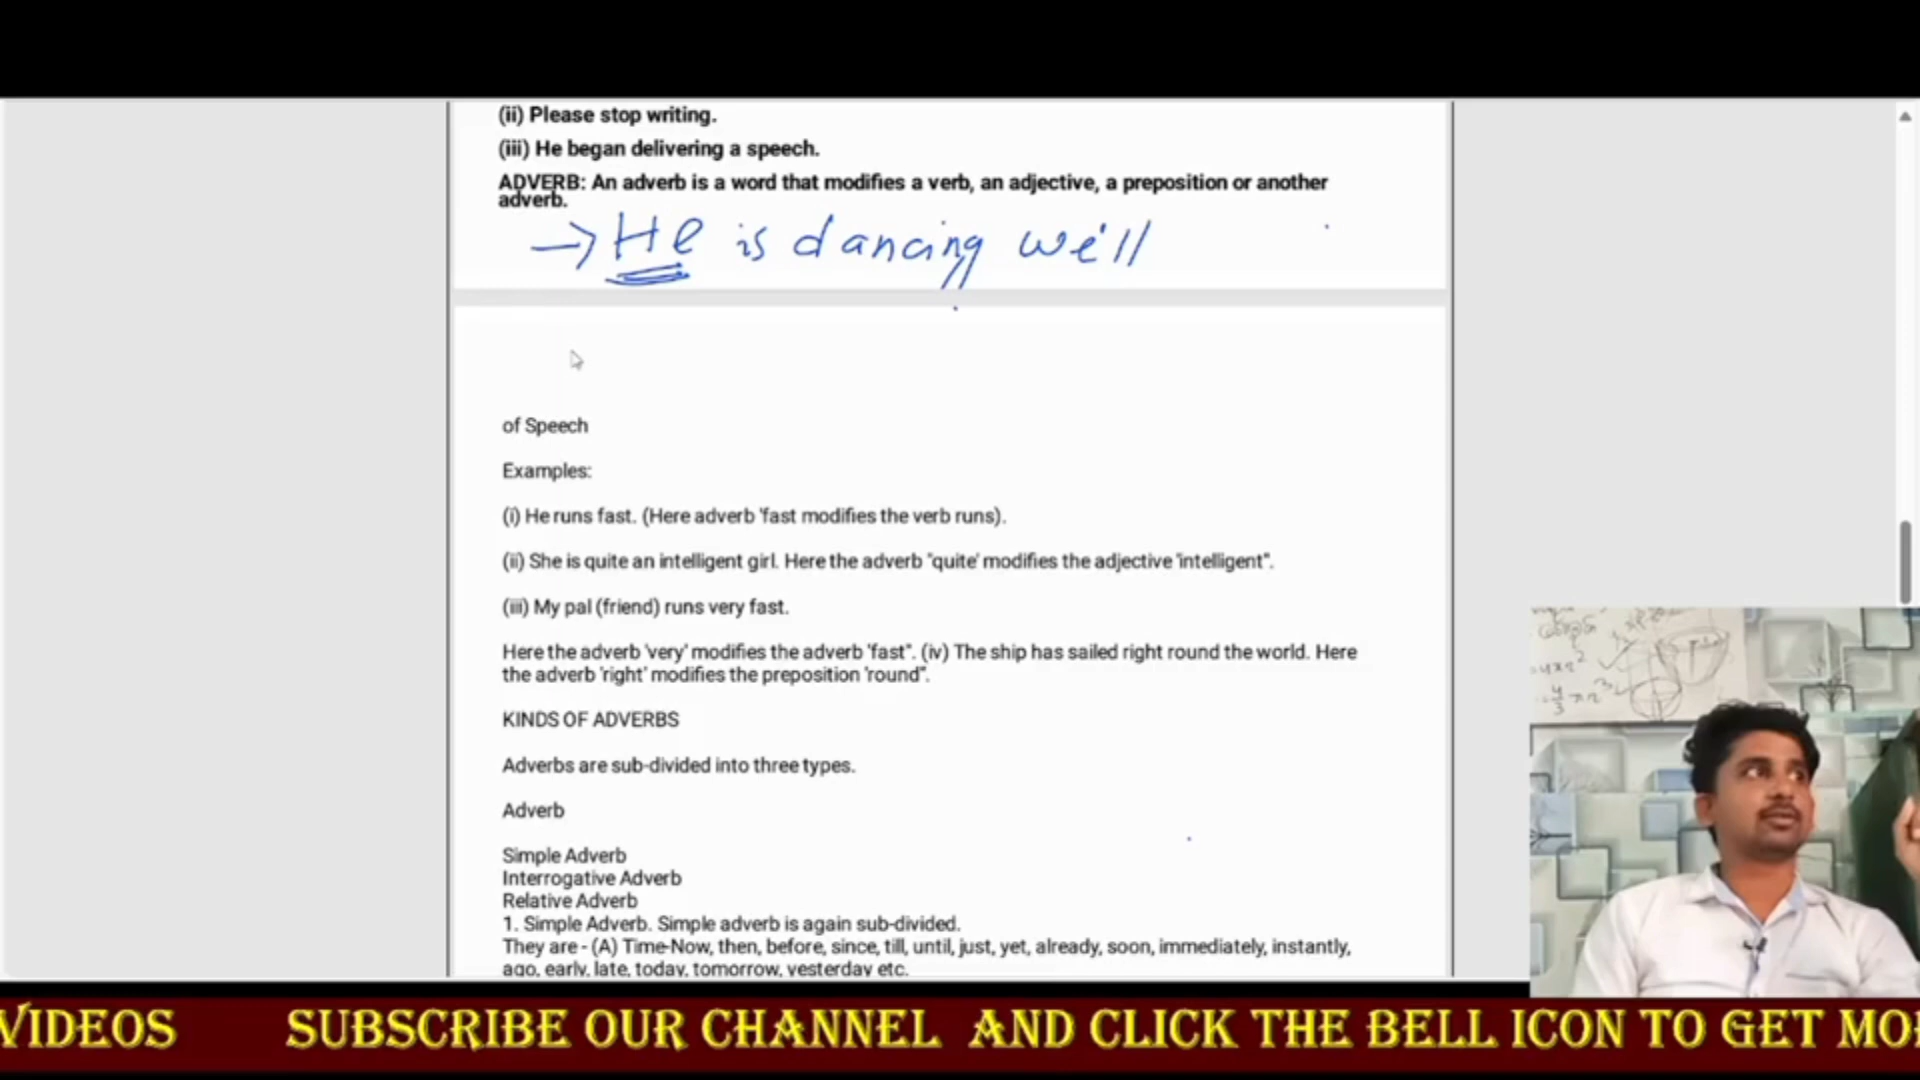 (ii) Please stop writing.
(iii) He began delivering a speech.
ADVERB: An adverb is a word that modifies a verb, an adjective, a preposition or another
adverb.
→ He is dancing well
of Speech
Examples:
(i) He runs fast. (Here adverb 'fast modifies the verb runs).
(ii) She is quite an intelligent girl. Here the adverb "quite' modifies the adjective 'intelligent".
(iii) My pal (friend) runs very fast.
Here the adverb 'very' modifies the adverb 'fast". (iv) The ship has sailed right round the world. Here
the adverb 'right' modifies the preposition 'round".
KINDS OF ADVERBS
Adverbs are sub-divided into three types.
Adverb
Simple Adverb
Interrogative Adverb
Relative Adverb
1. Simple Adverb. Simple adverb is again sub-divided.
They are - (A) Time-Now, then, before, since, till, until, just, yet, already, soon, immediately, instantly,
ago, early, late, today, tomorrow, yesterday etc.
VIDEOS SUBSCRIBE OUR CHANNEL AND CLICK THE BELL ICON TO GET MO